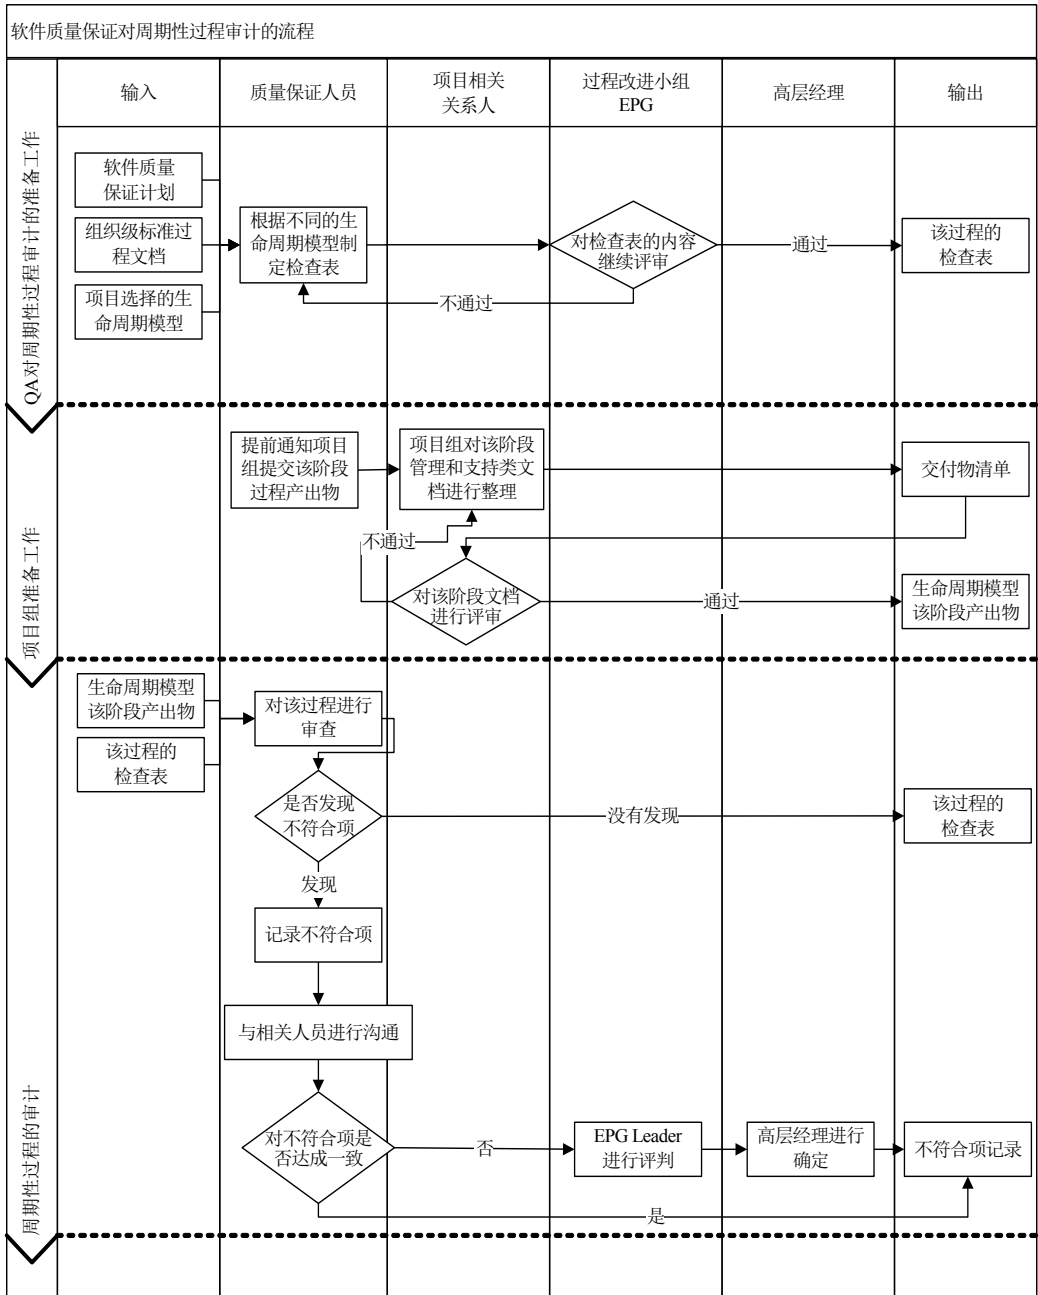 软件质量保证对周期性过程审计的流程
输入
质量保证人员
项目相关
关系人
过程改进小组
EPG
高层经理
输出
QA对周期性过程审计的准备工作
软件质量
保证计划
组织级标准过
程文档
项目选择的生
命周期模型
根据不同的生
命周期模型制
定检查表
对检查表的内容
继续评审
通过
不通过
该过程的
检查表
项目组准备工作
提前通知项目
组提交该阶段
过程产出物
项目组对该阶段
管理和支持类文
档进行整理
交付物清单
不通过
对该阶段文档
进行评审
通过
生命周期模型
该阶段产出物
周期性过程的审计
生命周期模型
该阶段产出物
该过程的
检查表
对该过程进行
审查
是否发现
不符合项
没有发现
该过程的
检查表
发现
记录不符合项
与相关人员进行沟通
对不符合项是
否达成一致
否
EPG Leader
进行评判
高层经理进行
确定
不符合项记录
是